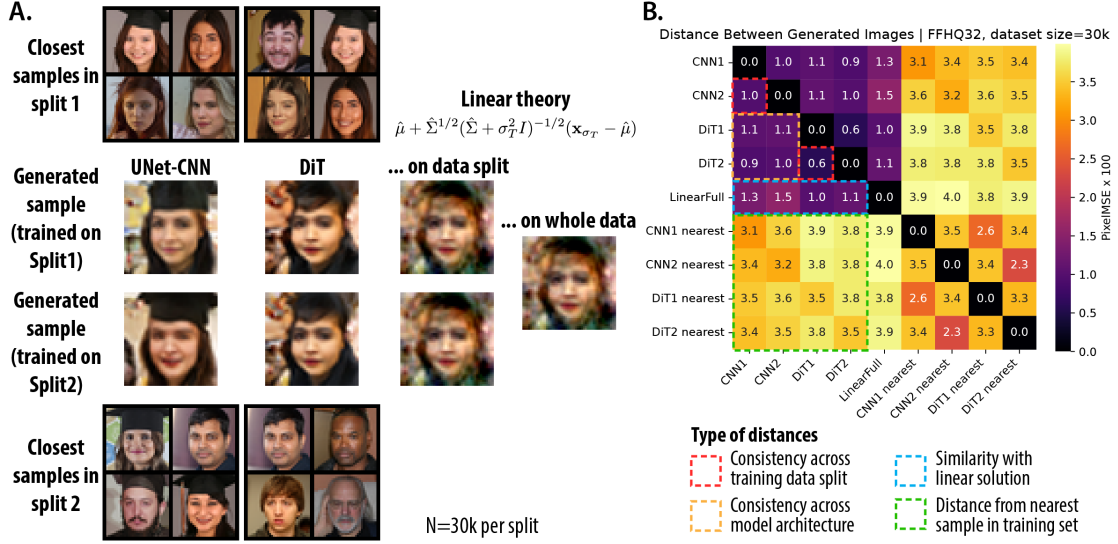 A.
Closest
samples in
split 1
Linear theory
μ̂ + Σ̂^{1/2}(Σ̂ + σ_T^2 I)^{-1/2}(x_{σ_T} − μ̂)
UNet-CNN
DiT
... on data split
... on whole data
Generated
sample
(trained on
Split1)
Generated
sample
(trained on
Split2)
Closest
samples in
split 2
N=30k per split
B.
Distance Between Generated Images | FFHQ32, dataset size=30k
CNN1 0.0 1.0 1.1 0.9 1.3 3.1 3.4 3.5 3.4
CNN2 1.0 0.0 1.1 1.0 1.5 3.6 3.2 3.6 3.5
DiT1 1.1 1.1 0.0 0.6 1.0 3.9 3.8 3.5 3.8
DiT2 0.9 1.0 0.6 0.0 1.1 3.8 3.8 3.8 3.5
LinearFull 1.3 1.5 1.0 1.1 0.0 3.9 4.0 3.8 3.9
CNN1 nearest 3.1 3.6 3.9 3.8 3.9 0.0 3.5 2.6 3.4
CNN2 nearest 3.4 3.2 3.8 3.8 4.0 3.5 0.0 3.4 2.3
DiT1 nearest 3.5 3.6 3.5 3.8 3.8 2.6 3.4 0.0 3.3
DiT2 nearest 3.4 3.5 3.8 3.5 3.9 3.4 2.3 3.3 0.0
CNN1
CNN2
DiT1
DiT2
LinearFull
CNN1 nearest
CNN2 nearest
DiT1 nearest
DiT2 nearest
3.5
3.0
2.5
2.0
1.5
1.0
0.5
0.0
PixelMSE x 100
Type of distances
Consistency across
training data split
Consistency across
model architecture
Similarity with
linear solution
Distance from nearest
sample in training set